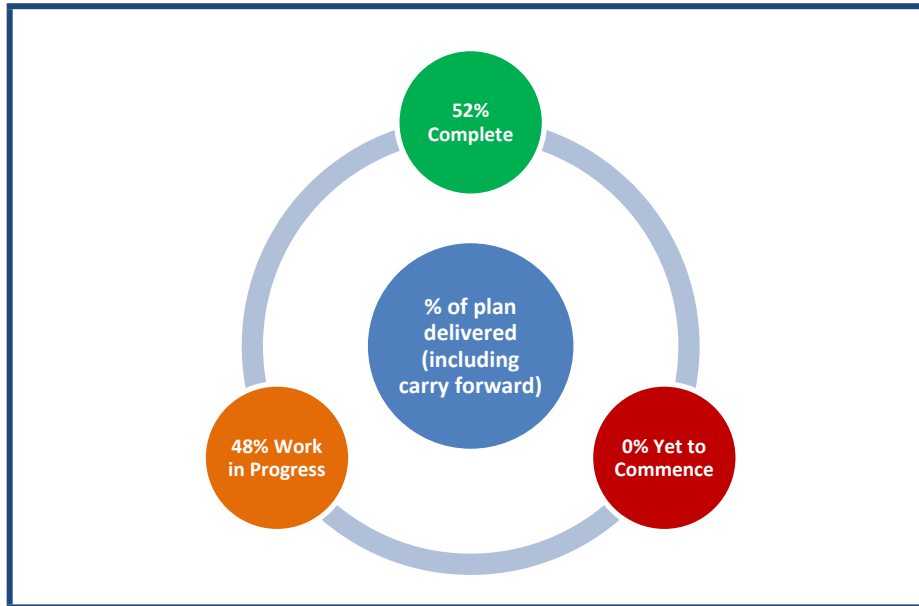 52%
Complete
% of plan
delivered
(including
carry forward)
48% Work
in Progress
0% Yet to
Commence